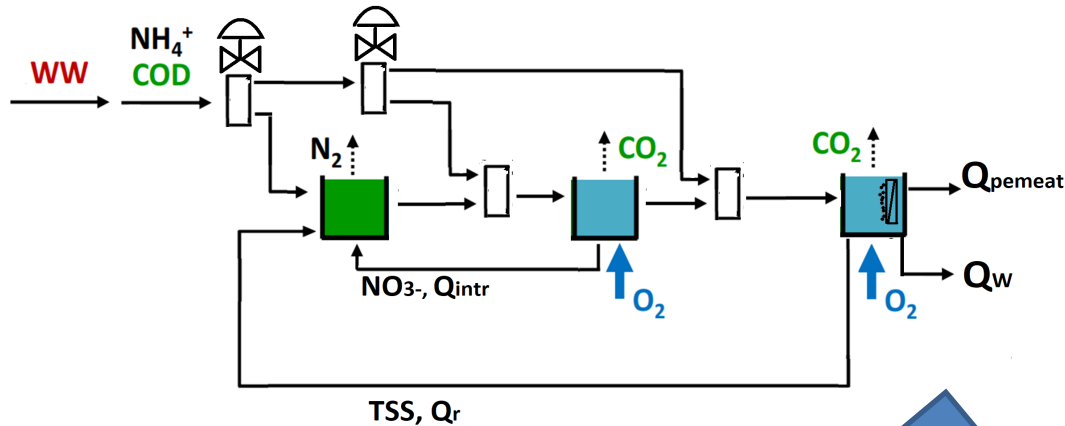 WW
NH4+
COD
N2
CO2
CO2
Qpemeat
NO3-, Qintr
O2
QW
O2
TSS, Qr